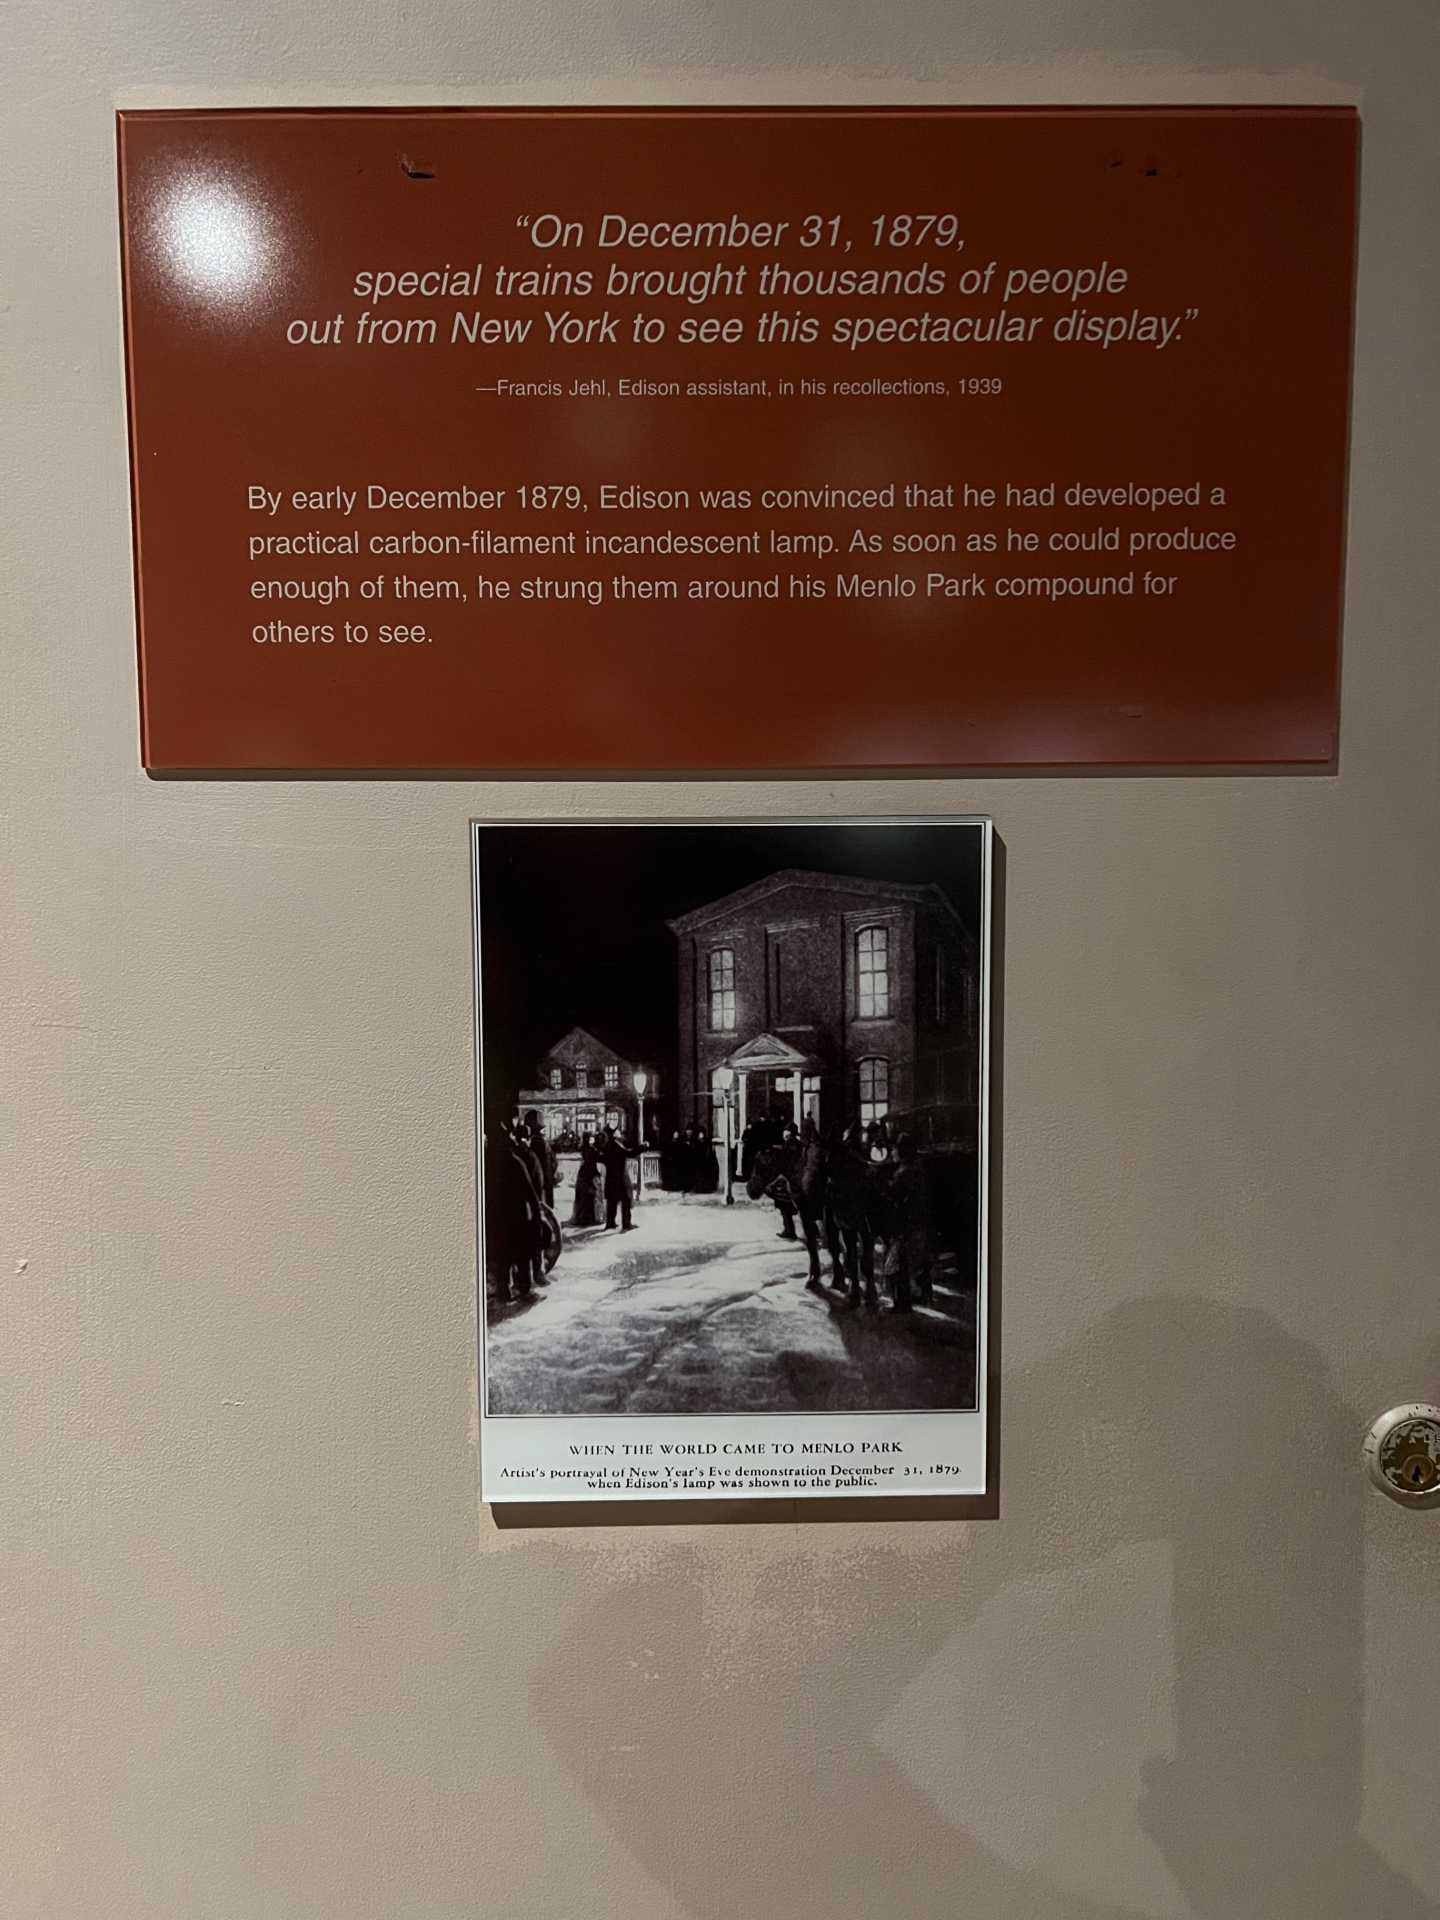 “On December 31, 1879,
special trains brought thousands of people
out from New York to see this spectacular display.”
—Francis Jehl, Edison assistant, in his recollections, 1939
By early December 1879, Edison was convinced that he had developed a
practical carbon-filament incandescent lamp. As soon as he could produce
enough of them, he strung them around his Menlo Park compound for
others to see.
WHEN THE WORLD CAME TO MENLO PARK
Artist's portrayal of New Year's Eve demonstration December 31, 1879.
when Edison's lamp was shown to the public.